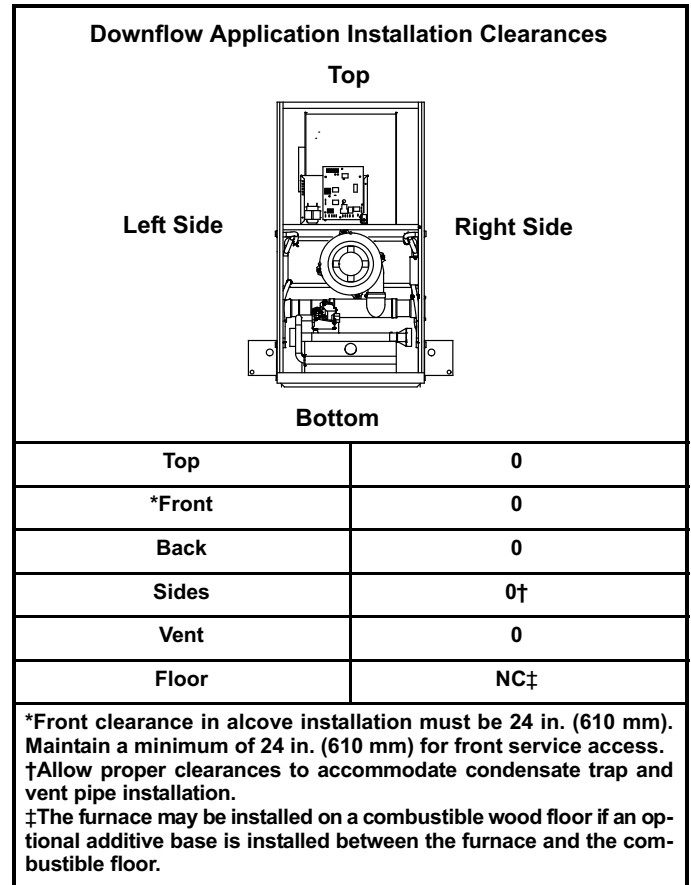 Downflow Application Installation Clearances
Top
Left Side
Right Side
Bottom
Top 0
*Front 0
Back 0
Sides 0†
Vent 0
Floor NC‡
*Front clearance in alcove installation must be 24 in. (610 mm).
Maintain a minimum of 24 in. (610 mm) for front service access.
†Allow proper clearances to accommodate condensate trap and
vent pipe installation.
‡The furnace may be installed on a combustible wood floor if an op-
tional additive base is installed between the furnace and the com-
bustible floor.